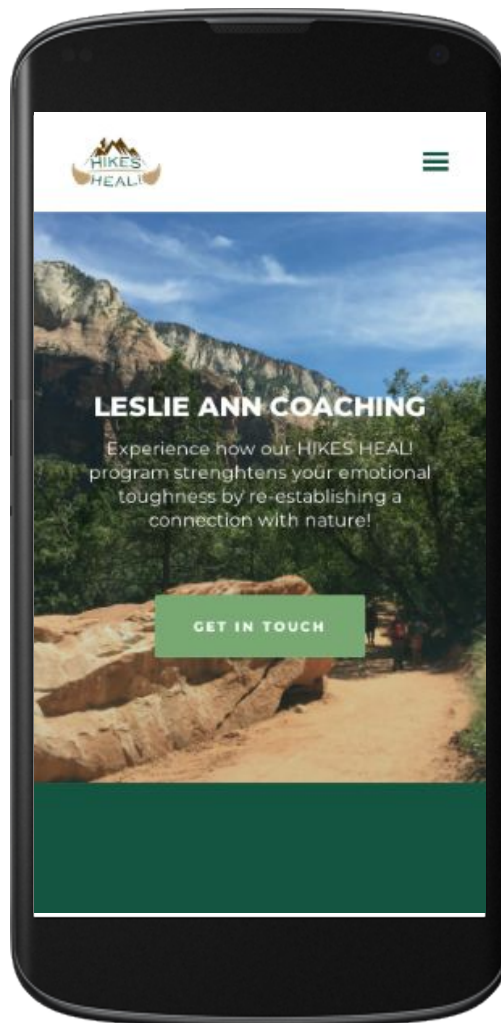 HIKES
HEAL!
LESLIE ANN COACHING
Experience how our HIKES HEAL!
program strenghtens your emotional
toughness by re-establishing a
connection with nature!
GET IN TOUCH